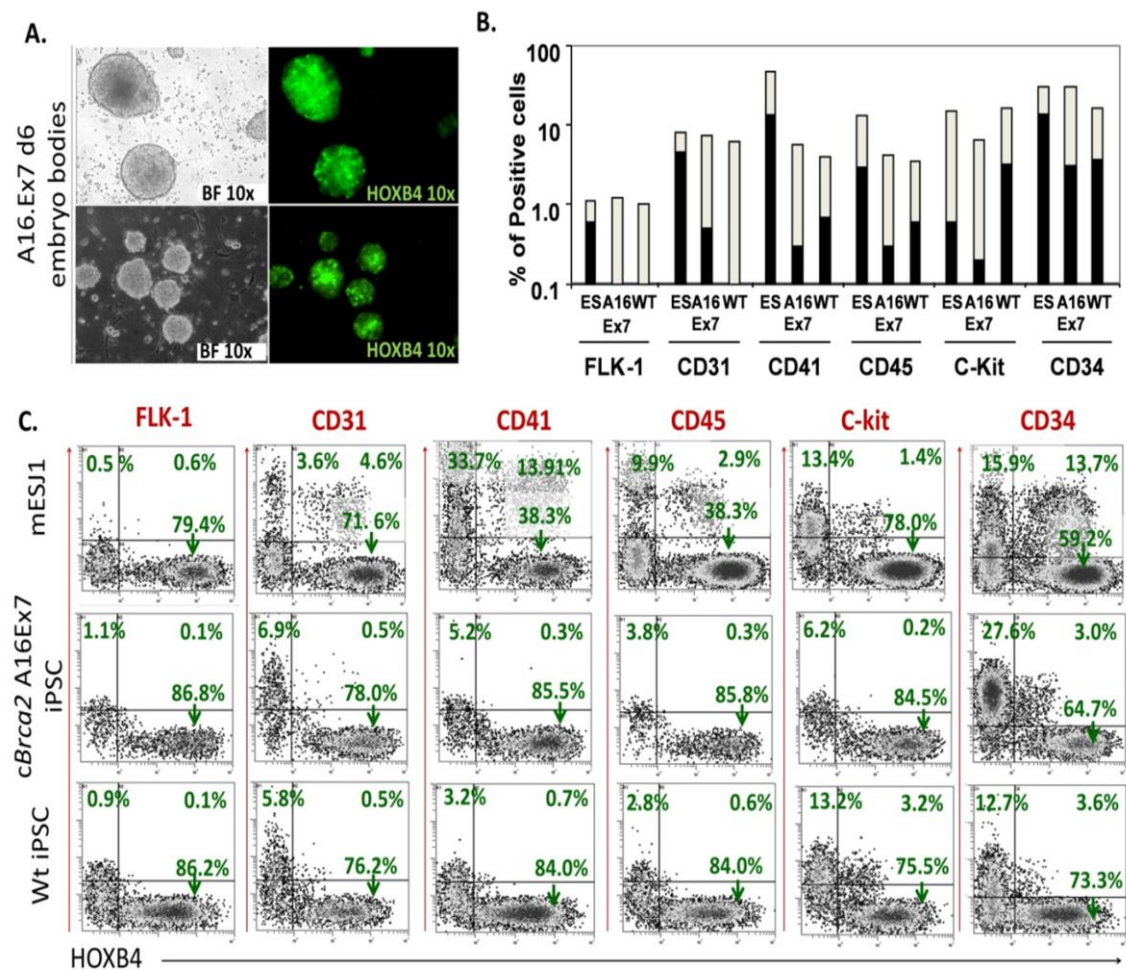 A.
A16.Ex7 d6
embryo bodies
BF 10x
HOXB4 10x
BF 10x
HOXB4 10x
B.
% of Positive cells
100
10
1.0
0.1
ES A16 WT
Ex7
FLK-1
ES A16 WT
Ex7
CD31
ES A16 WT
Ex7
CD41
ES A16 WT
Ex7
CD45
ES A16 WT
Ex7
C-Kit
ES A16 WT
Ex7
CD34
C.
FLK-1 CD31 CD41 CD45 C-kit CD34
mESJ1
0.5 % 0.6% 3.6% 4.6% 33.7% 13.91% 9.9% 2.9% 13.4% 1.4% 15.9% 13.7%
79.4% 71. 6% 38.3% 38.3% 78.0% 59.2%
cBrca2 A16Ex7
iPSC
1.1% 0.1% 6.9% 0.5% 5.2% 0.3% 3.8% 0.3% 6.2% 0.2% 27.6% 3.0%
86.8% 78.0% 85.5% 85.8% 84.5% 64.7%
Wt iPSC
0.9% 0.1% 5.8% 0.5% 3.2% 0.7% 2.8% 0.6% 13.2% 3.2% 12.7% 3.6%
86.2% 76.2% 84.0% 84.0% 75.5% 73.3%
HOXB4